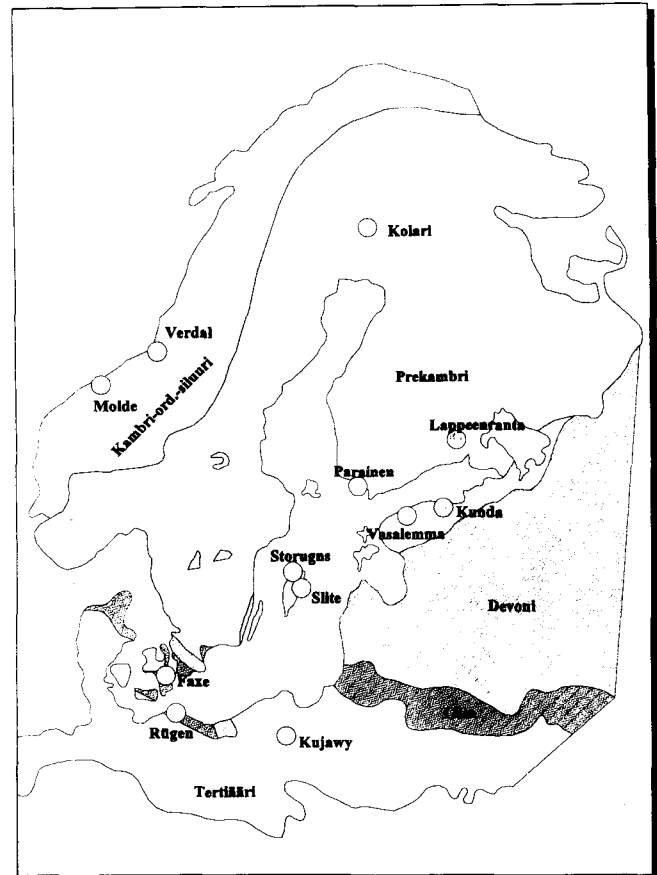 Kolari
Verdal
Molde
Kambri-ord.-siluuri
Prekambri
Lappeenranta
Parainen
Kunda
Vasalemma
Storugns
Slite
Devoni
Faxe
Rügen
Kujawy
Tertiääri